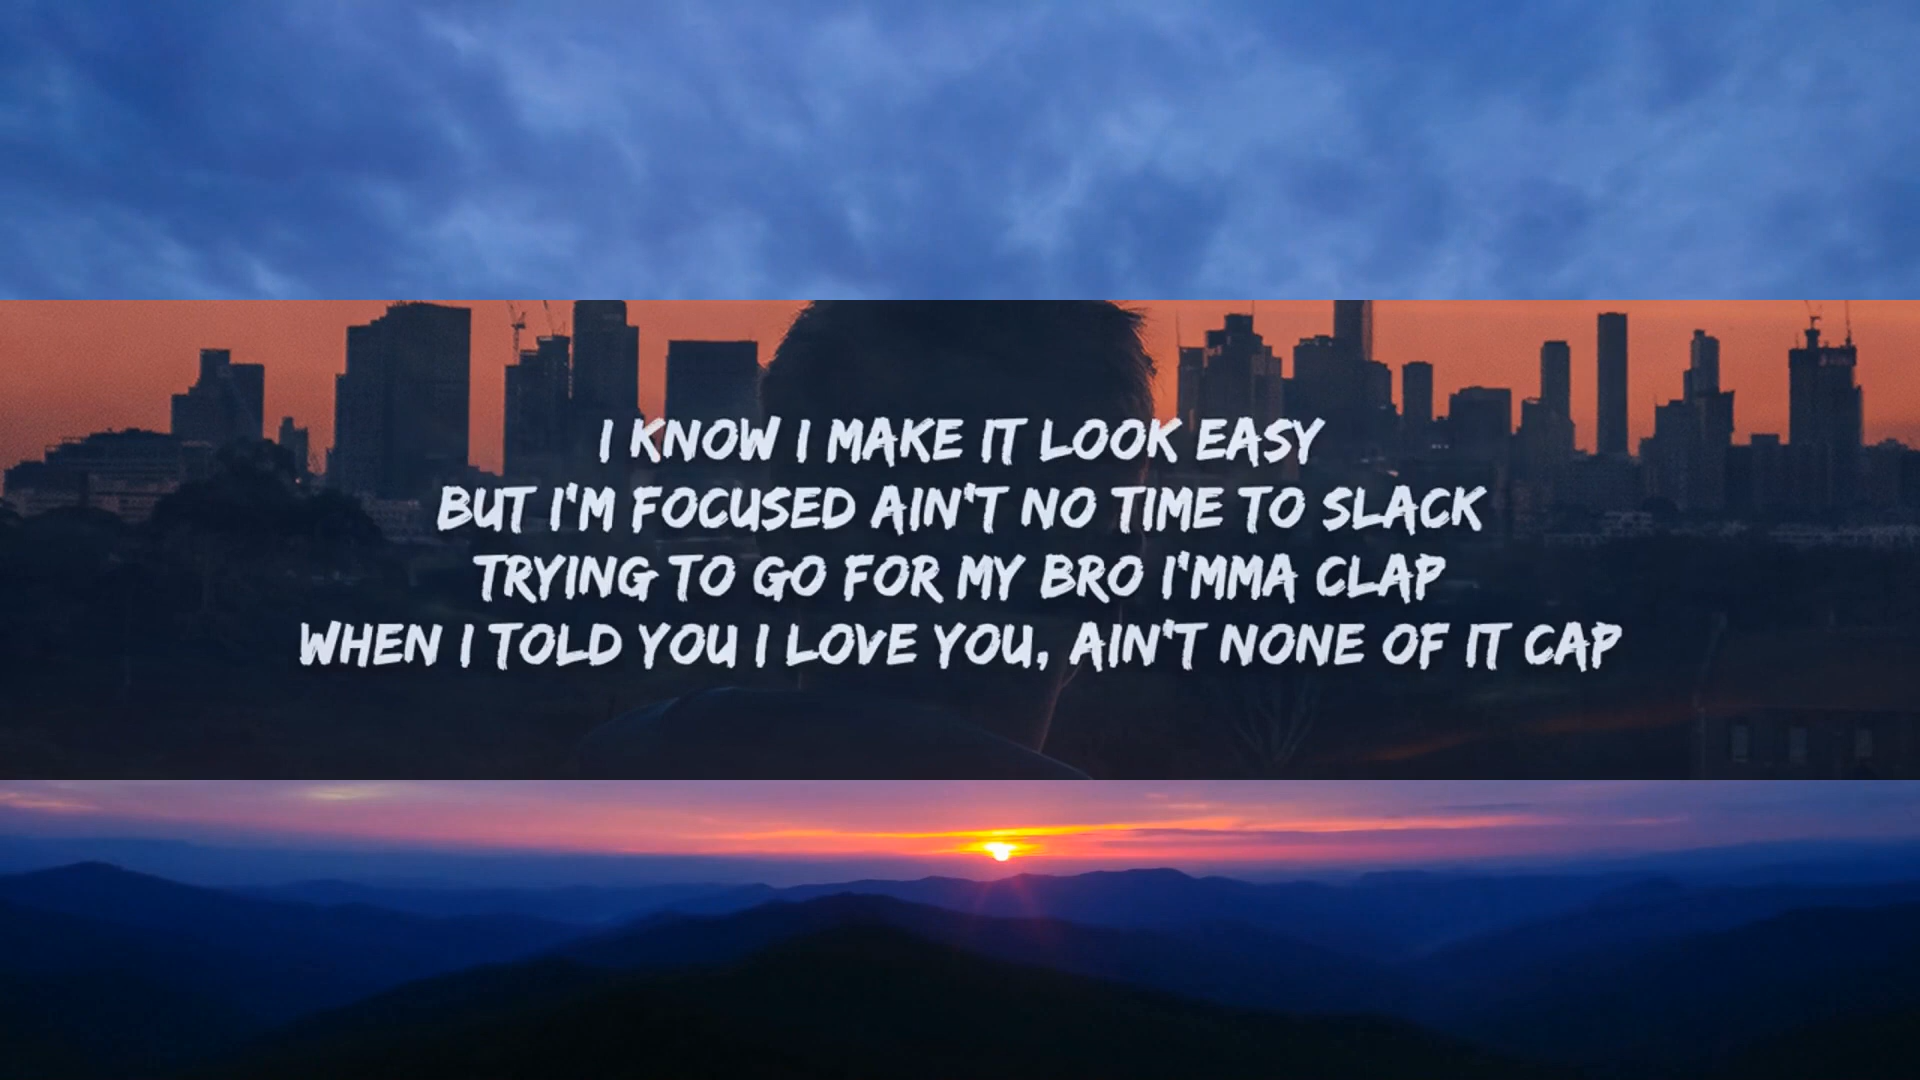 I KNOW I MAKE IT LOOK EASY
BUT I'M FOCUSED AIN'T NO TIME TO SLACK
TRYING TO GO FOR MY BRO I'MMA CLAP
WHEN I TOLD YOU I LOVE YOU, AIN'T NONE OF IT CAP